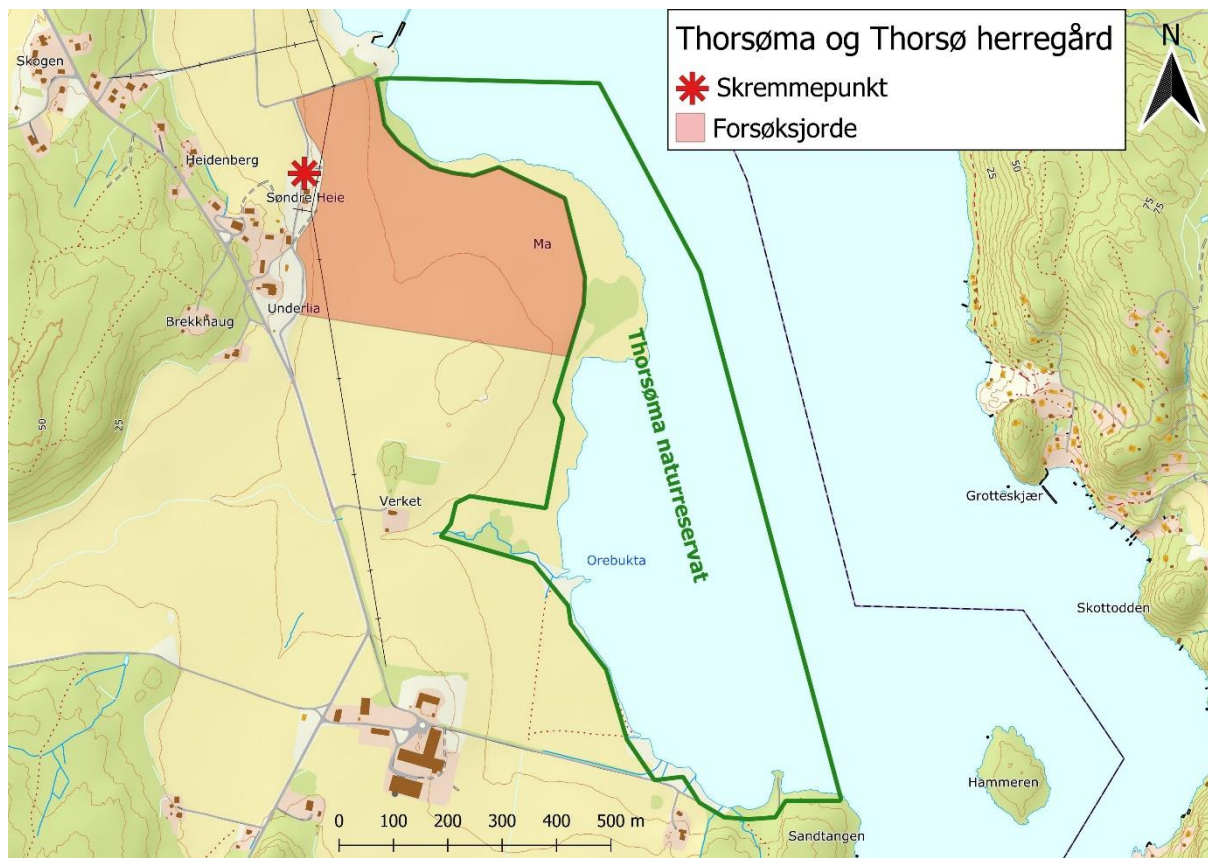 Thorsøma og Thorsø herregård
Skremmepunkt
Forsøksjorde
N
Skogen
Heidenberg
Søndre Heie
Ma
Underlia
Brekkhaug
50
25
25
50
75
75
Thorsøma naturreservat
Verket
Orebukta
Grotteskjær
Skottodden
Hammeren
Sandtangen
0 100 200 300 400 500 m